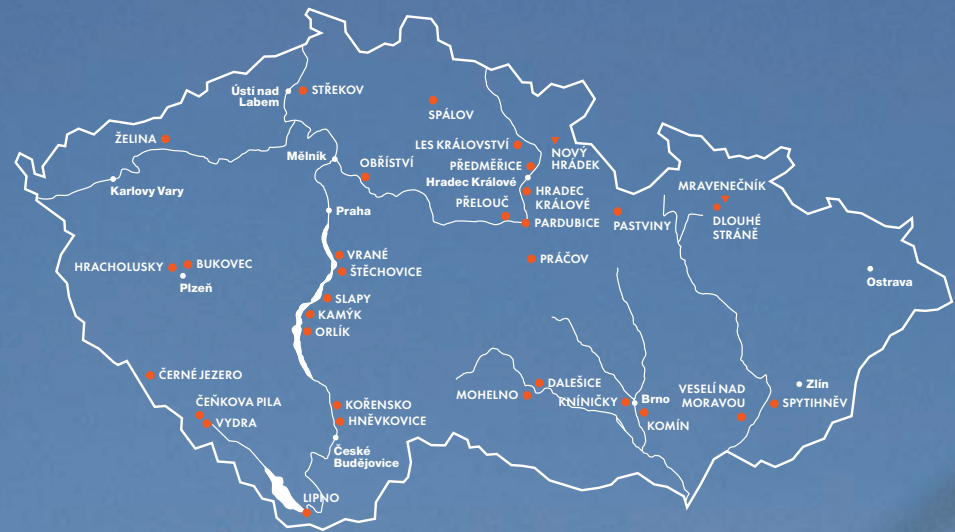 Ústí nad
Labem
STŘEKOV
SPÁLOV
ŽELINA
LES KRÁLOVSTVÍ
NOVÝ
HRÁDEK
Mělník
OBŘÍSTVÍ
PŘEDMĚŘICE
Hradec Králové
Karlovy Vary
HRADEC
KRÁLOVÉ
MRAVENEČNÍK
PŘELOUČ
Praha
PARDUBICE
PASTVINY
DLOUHÉ
STRÁNĚ
VRANÉ
ŠTĚCHOVICE
PRÁČOV
HRACHOLUSKY
BUKOVEC
Plzeň
Ostrava
SLAPY
KAMÝK
ORLÍK
ČERNÉ JEZERO
DALEŠICE
MOHELNO
KNÍNIČKY
Brno
KOMÍN
VESELÍ NAD
MORAVOU
Zlín
SPYTIHNĚV
ČEŇKOVA PILA
VYDRA
KOŘENSKO
HNĚVKOVICE
České
Budějovice
LIPNO